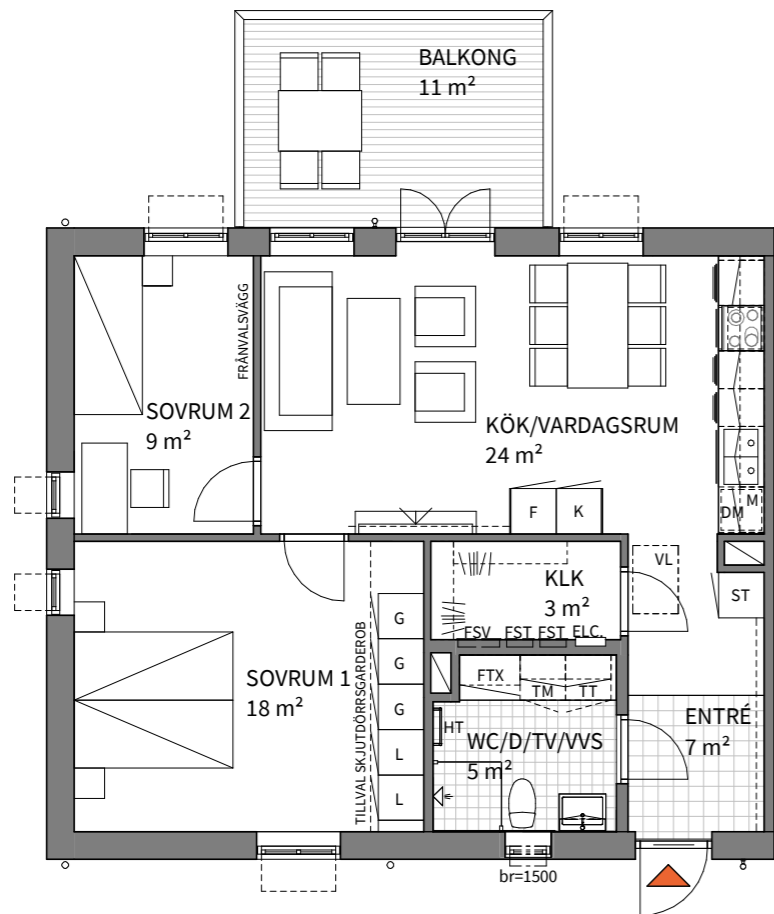 BALKONG
11 m²
FRÅNVALSVÄGG
SOVRUM 2
9 m²
KÖK/VARDAGSRUM
24 m²
F
K
M
DM
VL
KLK
3 m²
ST
FSV
FST
FST
ELC.
G
G
G
L
L
TILLVAL SKJUTDÖRRSGARDEROB
SOVRUM 1
18 m²
FTX
TM
TT
HT
WC/D/TV/VVS
5 m²
ENTRÉ
7 m²
br=1500